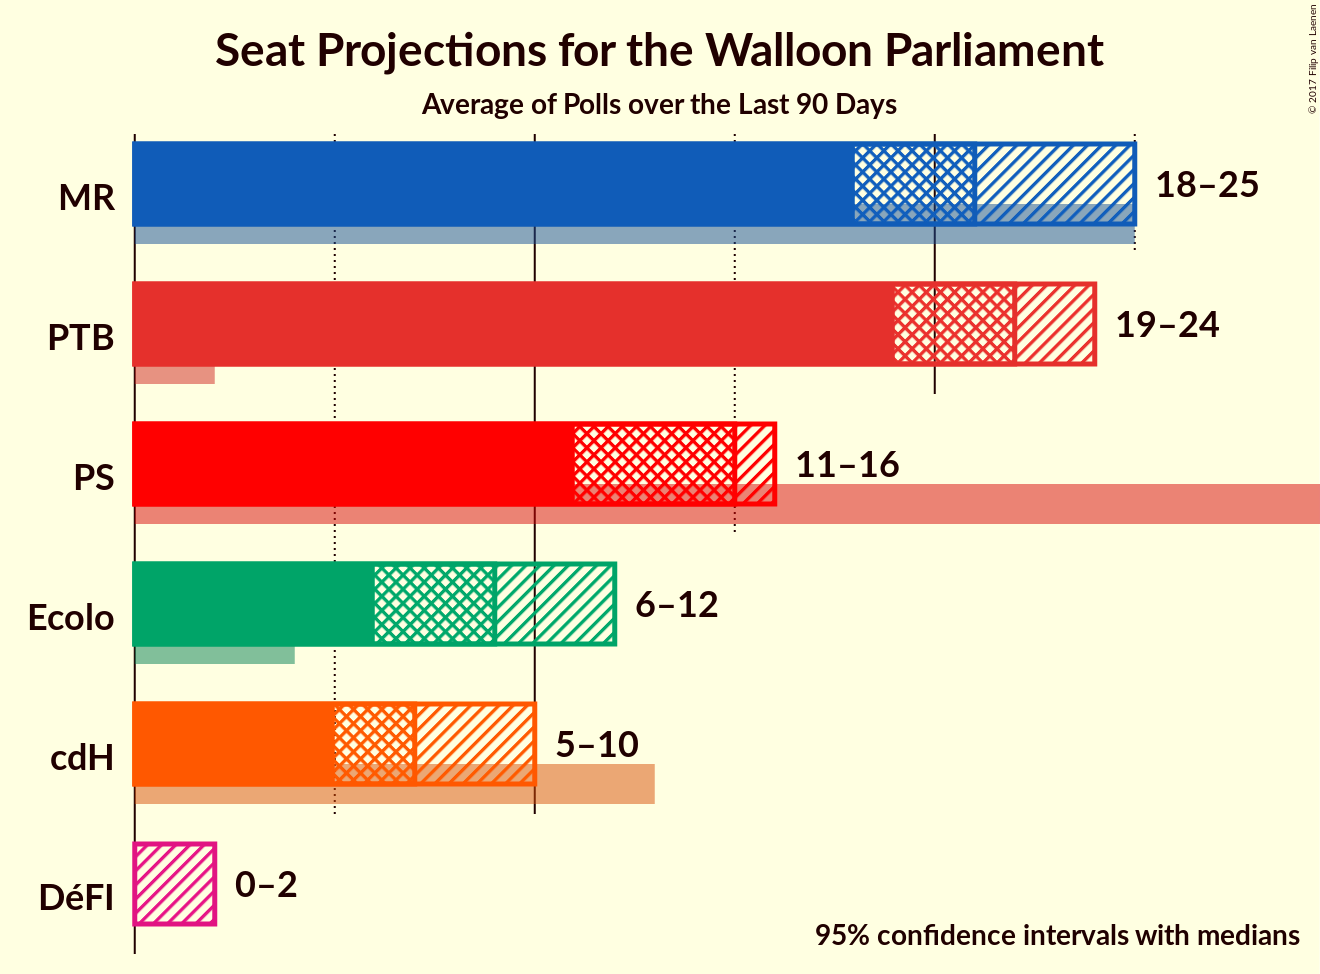 Seat Projections for the Walloon Parliament
Average of Polls over the Last 90 Days
© 2017 Filip van Laenen
MR 18–25
PTB 19–24
PS 11–16
Ecolo 6–12
cdH 5–10
DéFI 0–2
95% confidence intervals with medians